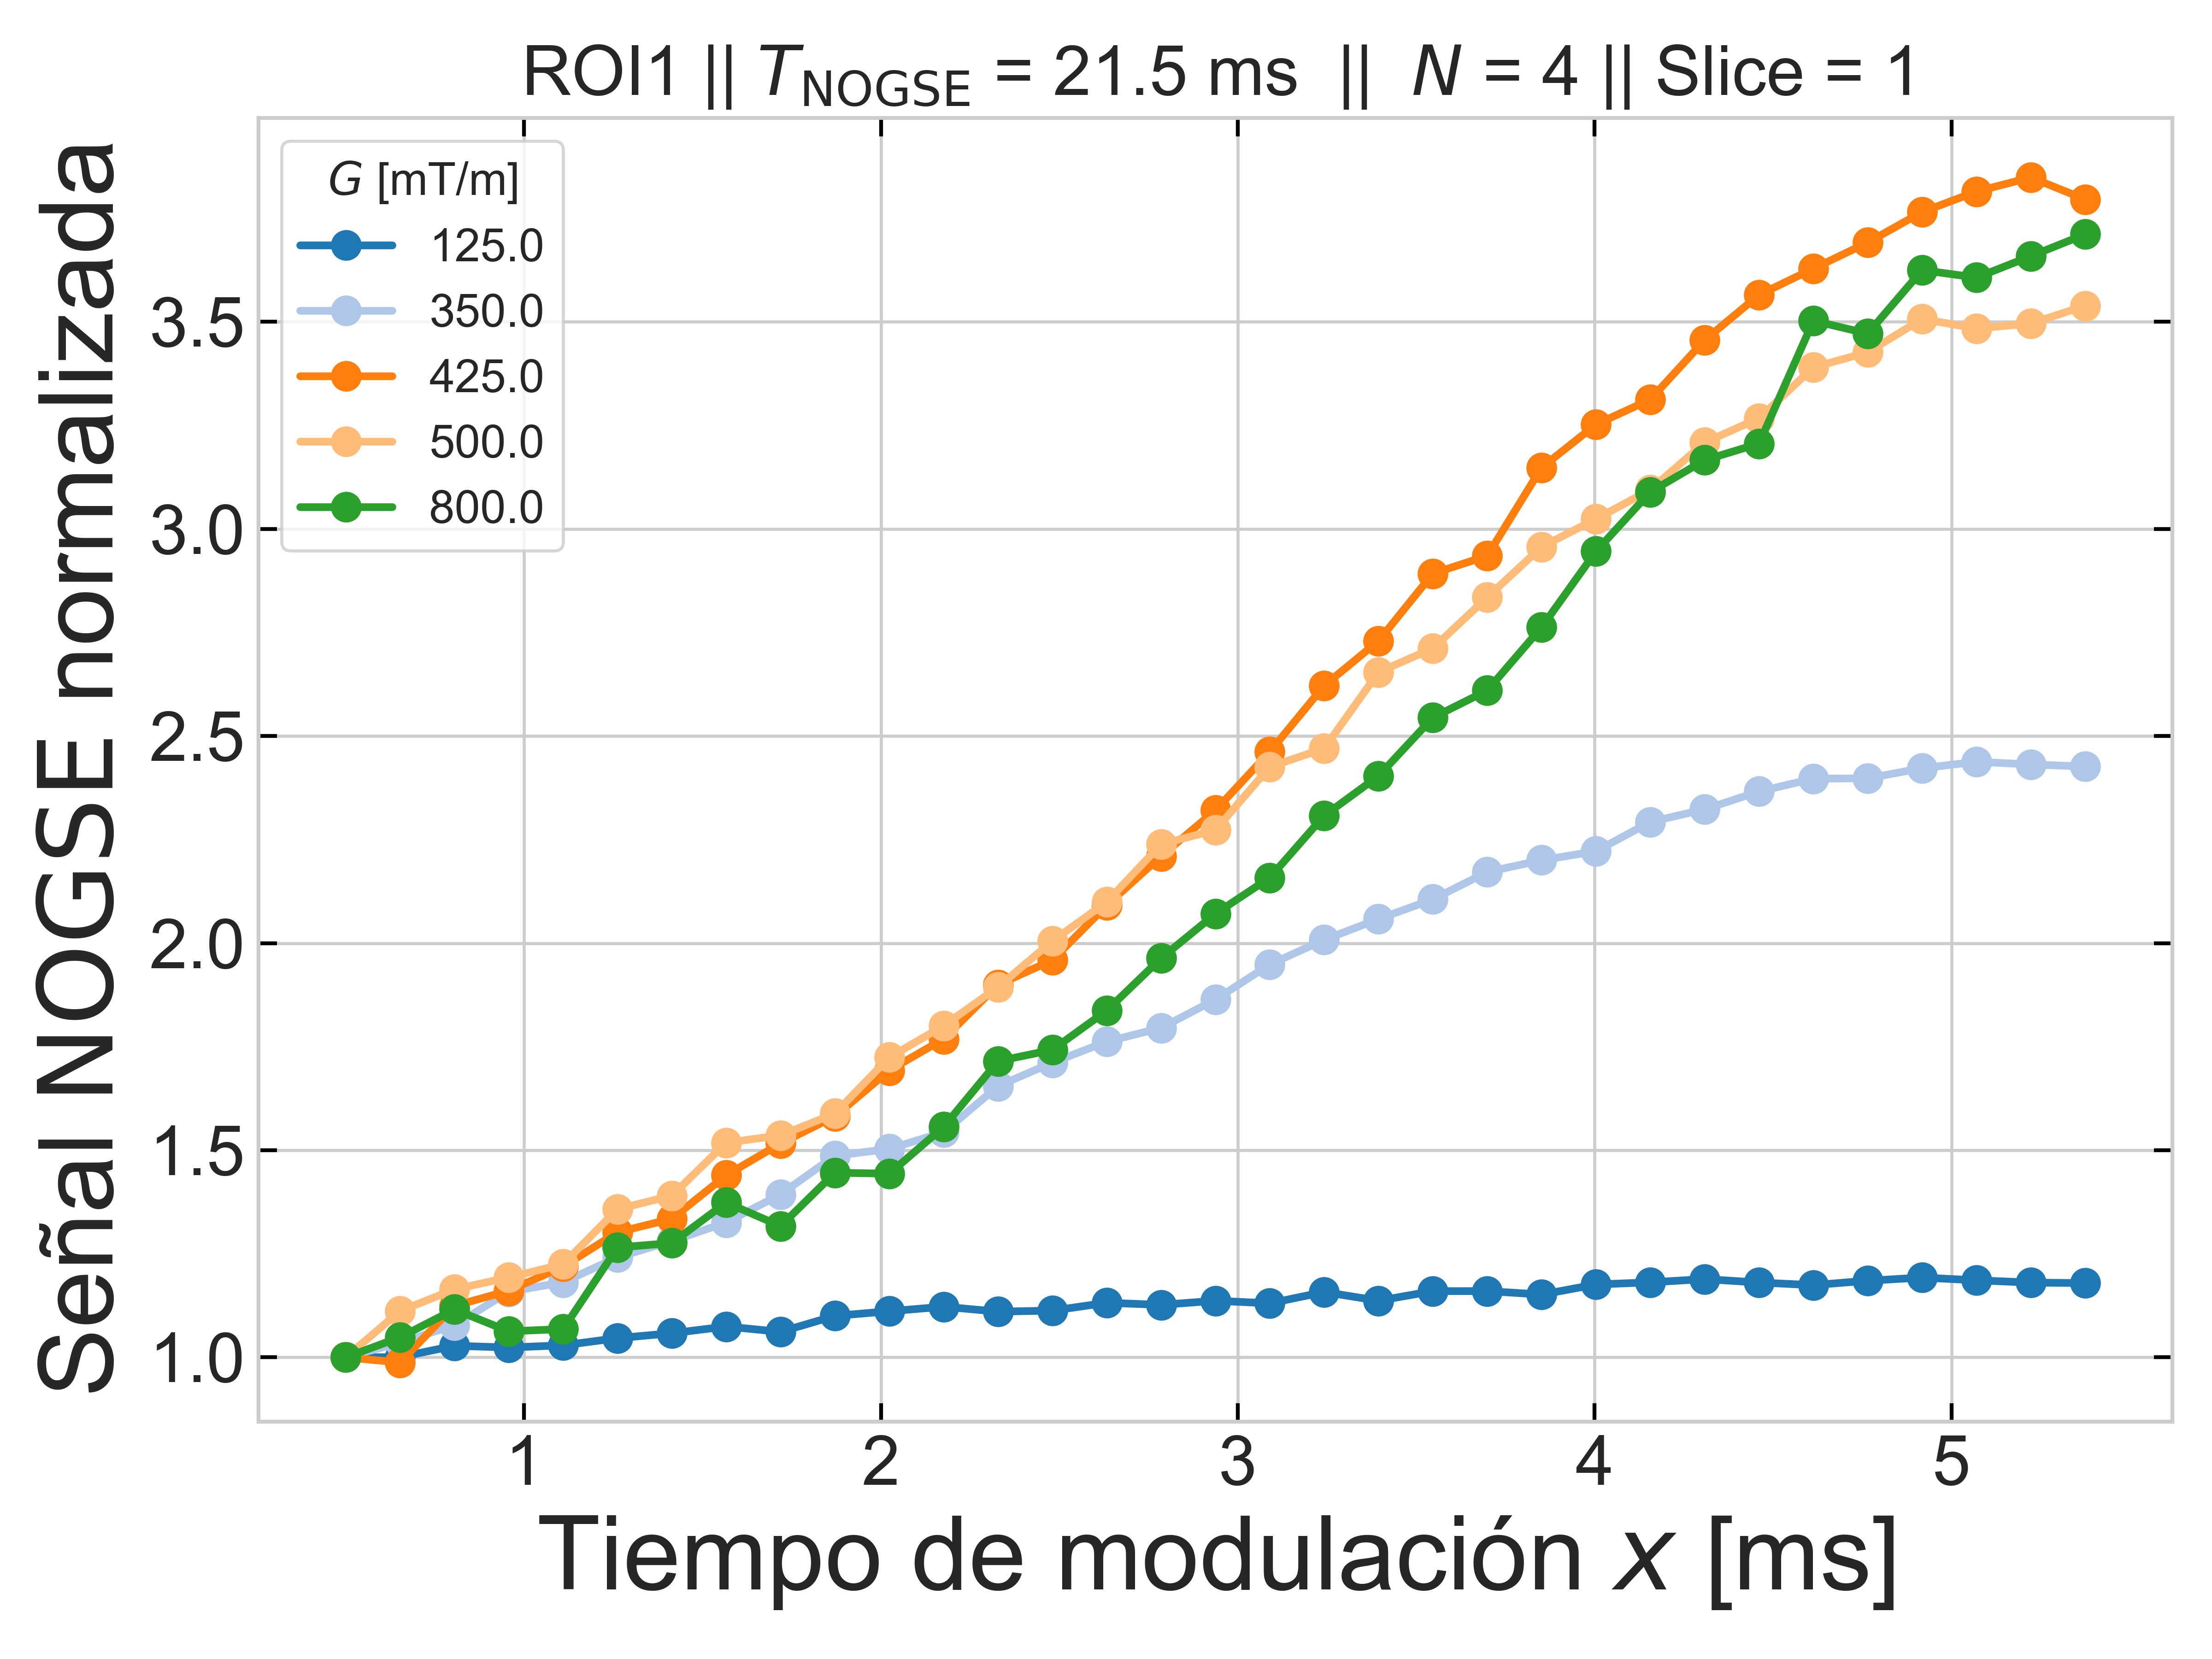 ROI1 || T_NOGSE = 21.5 ms || N = 4 || Slice = 1
Señal NOGSE normalizada
G [mT/m]
125.0
350.0
425.0
500.0
800.0
3.5
3.0
2.5
2.0
1.5
1.0
1 2 3 4 5
Tiempo de modulación x [ms]